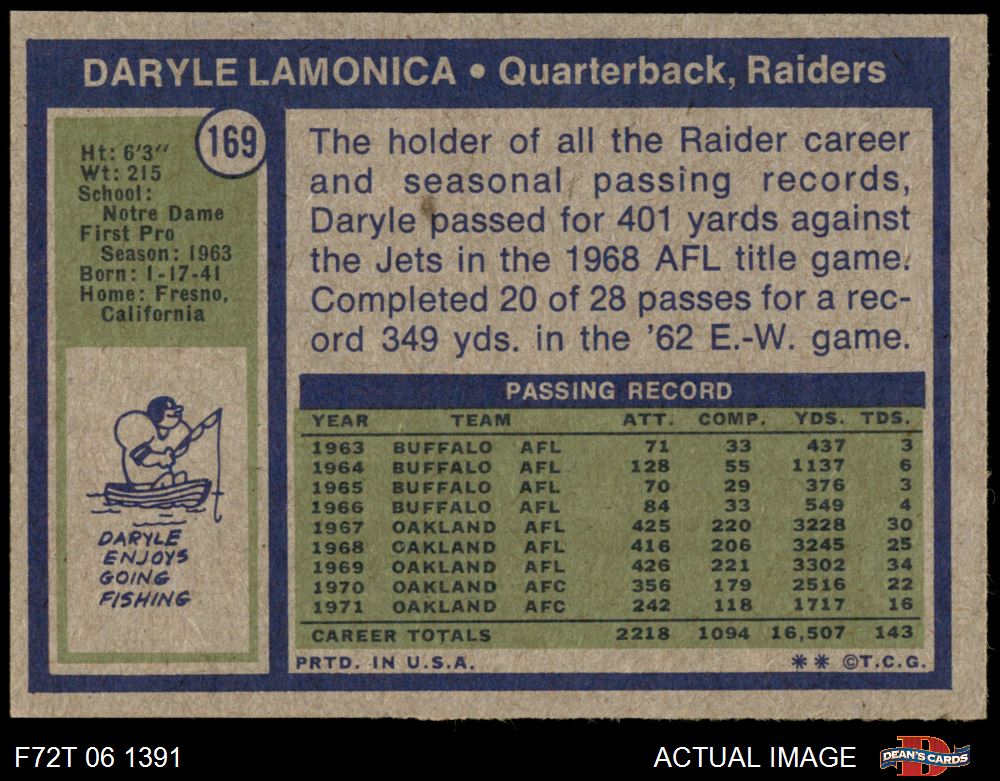 DARYLE LAMONICA • Quarterback, Raiders
169
Ht: 6'3"
Wt: 215
School:
Notre Dame
First Pro
Season: 1963
Born: 1-17-41
Home: Fresno,
California
DARYLE
ENJOYS
GOING
FISHING
The holder of all the Raider career
and seasonal passing records,
Daryle passed for 401 yards against
the Jets in the 1968 AFL title game.
Completed 20 of 28 passes for a rec-
ord 349 yds. in the '62 E.-W. game.
PASSING RECORD
YEAR TEAM ATT. COMP. YDS. TDS.
1963 BUFFALO AFL 71 33 437 3
1964 BUFFALO AFL 128 55 1137 6
1965 BUFFALO AFL 70 29 376 3
1966 BUFFALO AFL 84 33 549 4
1967 OAKLAND AFL 425 220 3228 30
1968 OAKLAND AFL 416 206 3245 25
1969 OAKLAND AFL 426 221 3302 34
1970 OAKLAND AFC 356 179 2516 22
1971 OAKLAND AFC 242 118 1717 16
CAREER TOTALS 2218 1094 16,507 143
PRTD. IN U.S.A. ** ©T.C.G.
F72T 06 1391 ACTUAL IMAGE DEAN'S CARDS